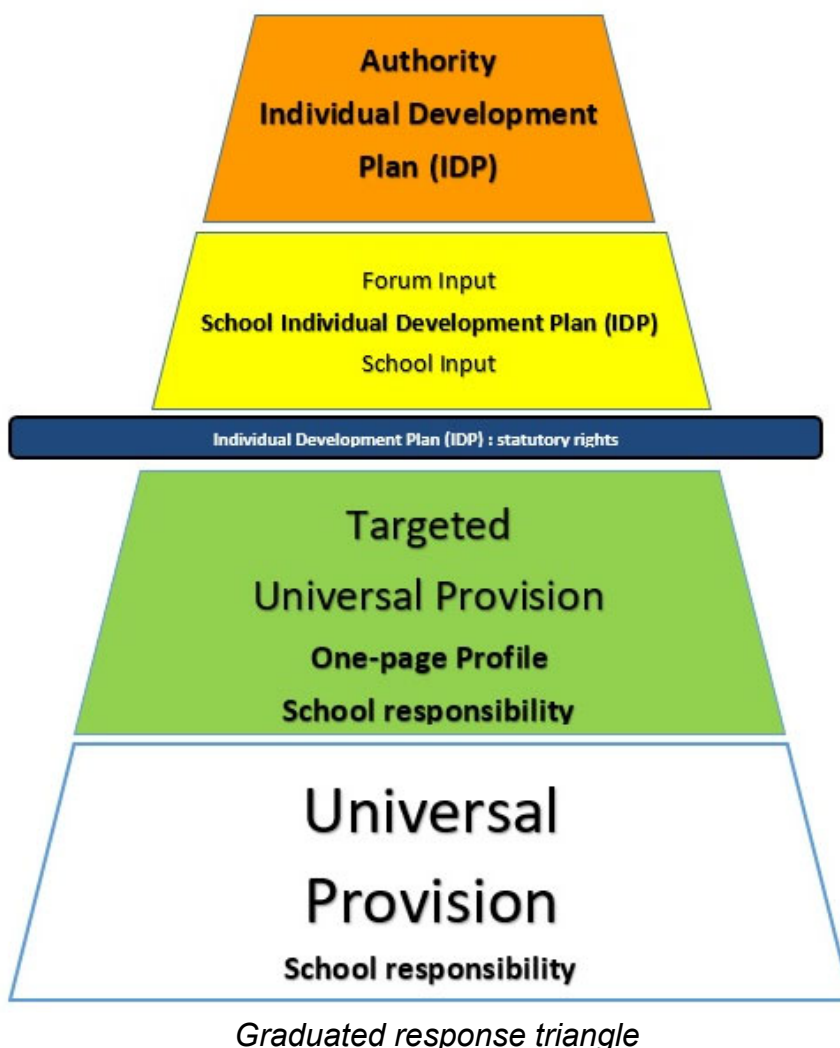 Authority
Individual Development
Plan (IDP)
Forum Input
School Individual Development Plan (IDP)
School Input
Individual Development Plan (IDP) : statutory rights
Targeted
Universal Provision
One-page Profile
School responsibility
Universal
Provision
School responsibility
Graduated response triangle